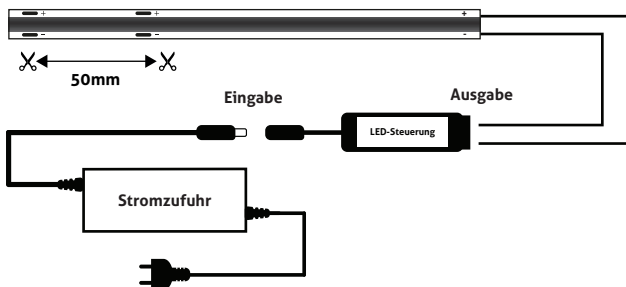 + + +
- - -
50mm
Eingabe
Ausgabe
LED-Steuerung
Stromzufuhr